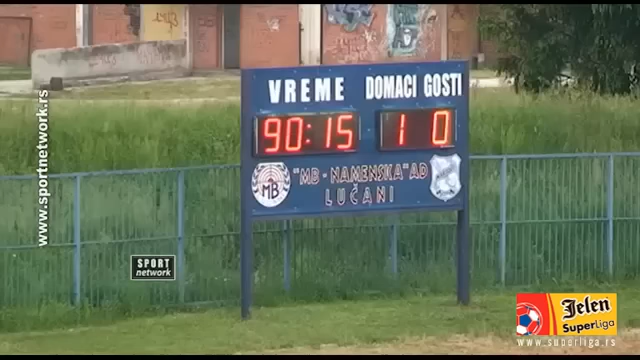 VREME DOMACI GOSTI
90:15 1 0
"MB - NAMENSKA" AD
LUČANI
MB
www.sportnetwork.rs
SPORT
network
Jelen
SuperLiga
www.superliga.rs